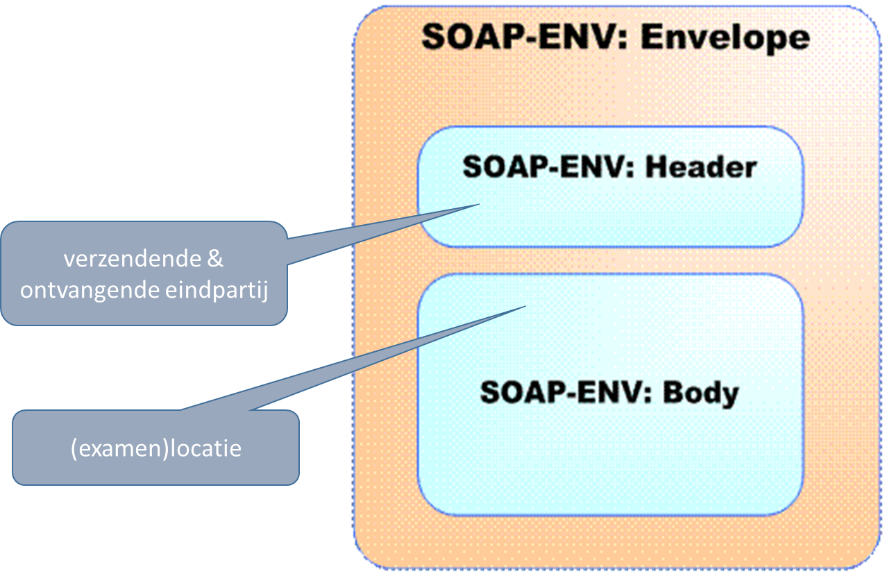 SOAP-ENV: Envelope
SOAP-ENV: Header
verzendende &
ontvangende eindpartij
SOAP-ENV: Body
(examen)locatie